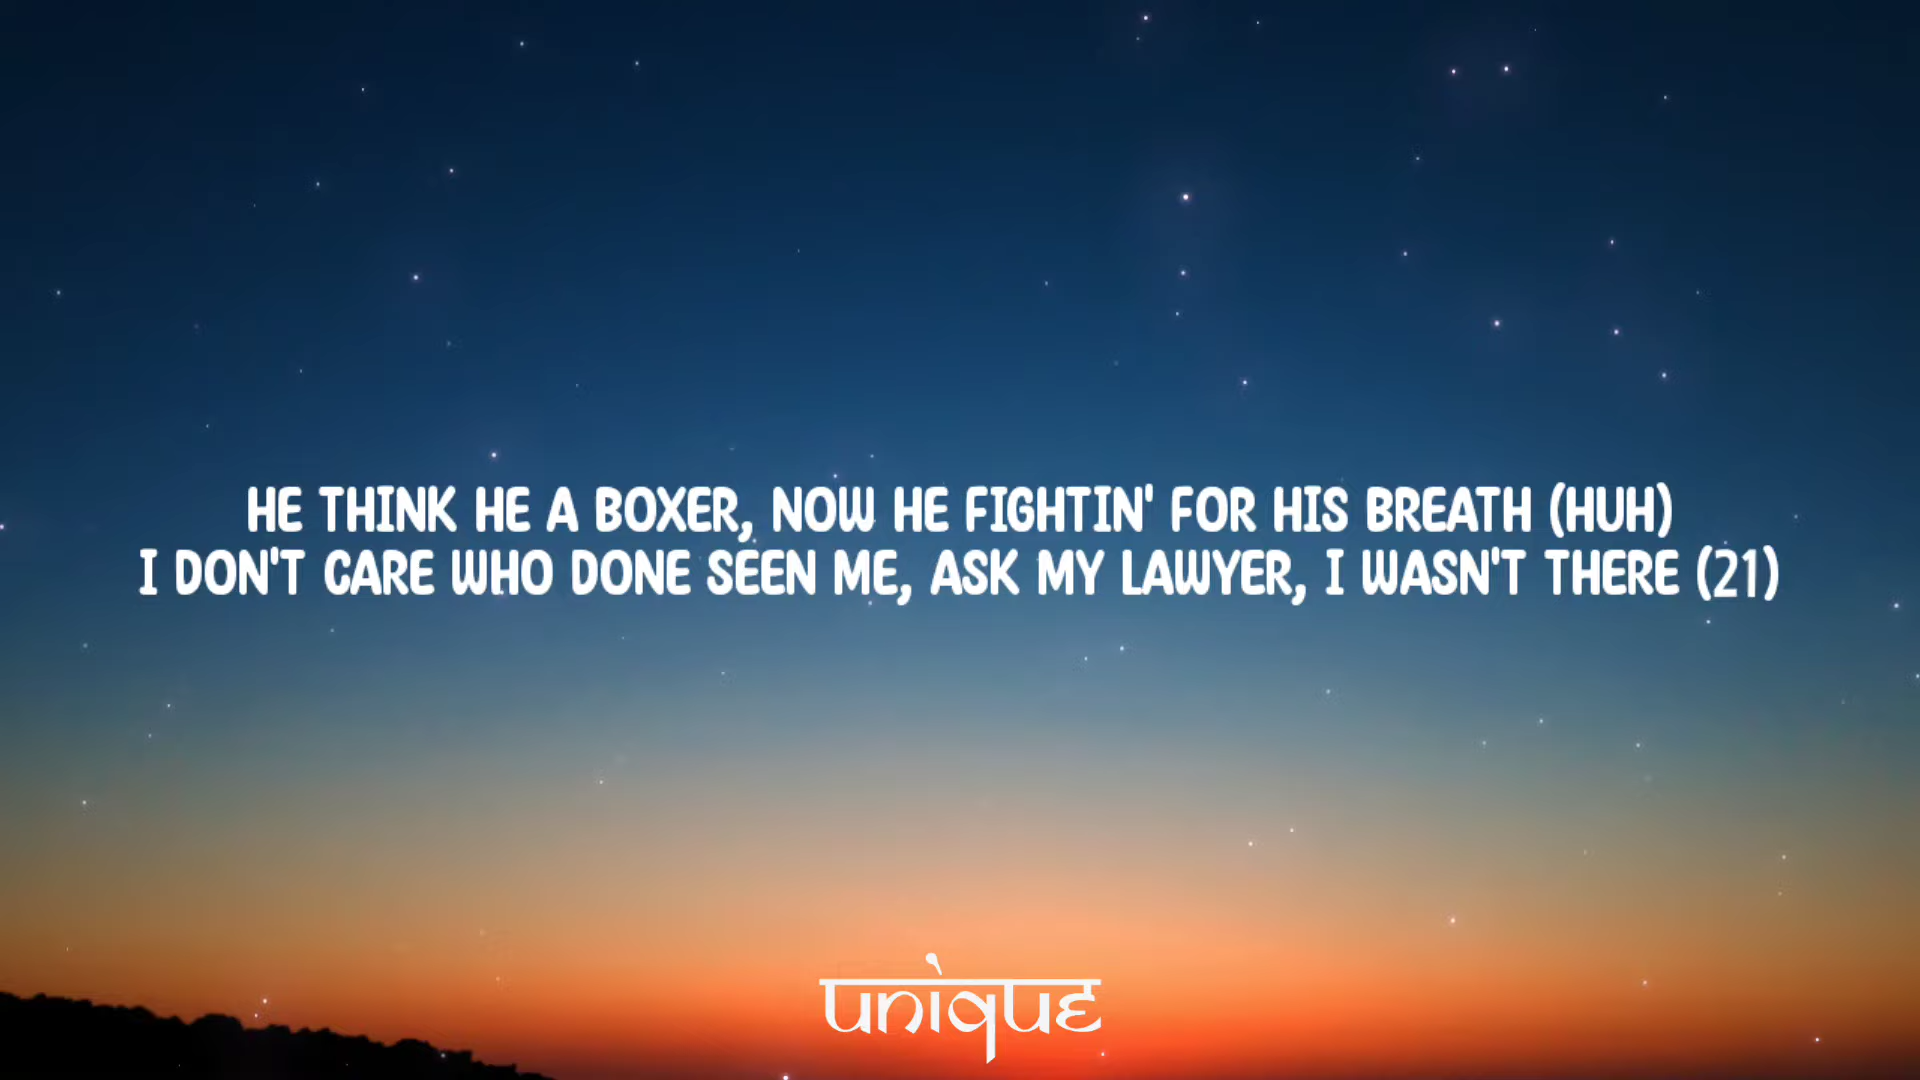 HE THINK HE A BOXER, NOW HE FIGHTIN' FOR HIS BREATH (HUH)
I DON'T CARE WHO DONE SEEN ME, ASK MY LAWYER, I WASN'T THERE (21)
unique